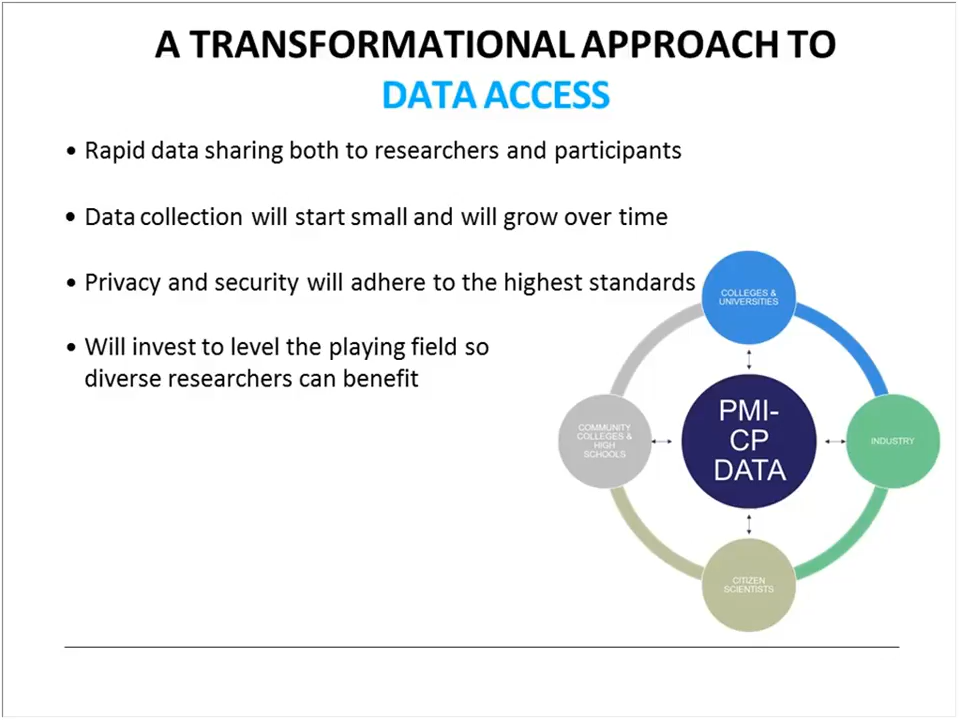 A TRANSFORMATIONAL APPROACH TO
DATA ACCESS
• Rapid data sharing both to researchers and participants
• Data collection will start small and will grow over time
• Privacy and security will adhere to the highest standards
• Will invest to level the playing field so
diverse researchers can benefit
COLLEGES &
UNIVERSITIES
PMI-
CP
DATA
COMMUNITY
COLLEGES &
HIGH
SCHOOLS
INDUSTRY
CITIZEN
SCIENTISTS